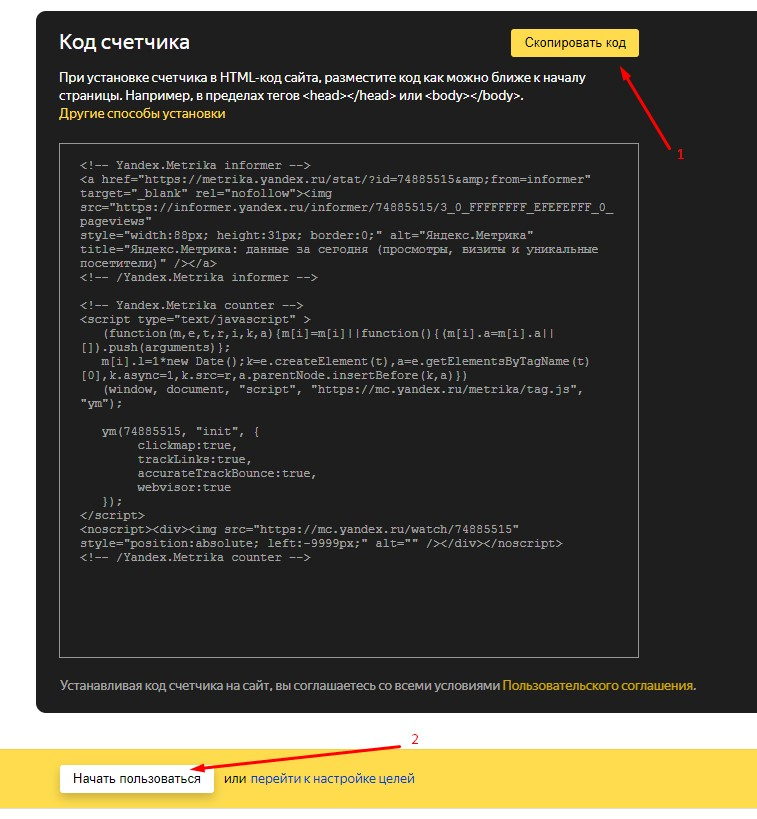 Код счетчика
Скопировать код
При установке счетчика в HTML-код сайта, разместите код как можно ближе к началу
страницы. Например, в пределах тегов <head></head> или <body></body>.
Другие способы установки
1
<!-- Yandex.Metrika informer -->
<a href="https://metrika.yandex.ru/stat/?id=74885515&amp;from=informer"
target="_blank" rel="nofollow"><img
src="https://informer.yandex.ru/informer/74885515/3_0_FFFFFFFF_EFEFEFFF_0_
pageviews"
style="width:88px; height:31px; border:0;" alt="Яндекс.Метрика"
title="Яндекс.Метрика: данные за сегодня (просмотры, визиты и уникальные
посетители)" /></a>
<!-- /Yandex.Metrika informer -->
<!-- Yandex.Metrika counter -->
<script type="text/javascript" >
(function(m,e,t,r,i,k,a){m[i]=m[i]||function(){(m[i].a=m[i].a||
[]).push(arguments)};
m[i].l=1*new Date();k=e.createElement(t),a=e.getElementsByTagName(t)
[0],k.async=1,k.src=r,a.parentNode.insertBefore(k,a)})
(window, document, "script", "https://mc.yandex.ru/metrika/tag.js",
"ym");
ym(74885515, "init", {
clickmap:true,
trackLinks:true,
accurateTrackBounce:true,
webvisor:true
});
</script>
<noscript><div><img src="https://mc.yandex.ru/watch/74885515"
style="position:absolute; left:-9999px;" alt="" /></div></noscript>
<!-- /Yandex.Metrika counter -->
Устанавливая код счетчика на сайт, вы соглашаетесь со всеми условиями Пользовательского соглашения.
2
Начать пользоваться или перейти к настройке целей